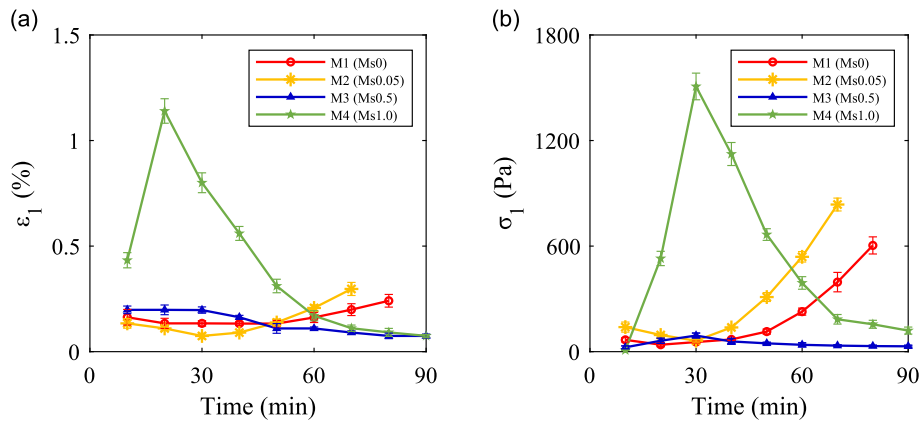 (a)
1.5
1
0.5
0
ε1 (%)
M1 (Ms0)
M2 (Ms0.05)
M3 (Ms0.5)
M4 (Ms1.0)
0 30 60 90
Time (min)
(b)
1800
1200
600
0
σ1 (Pa)
M1 (Ms0)
M2 (Ms0.05)
M3 (Ms0.5)
M4 (Ms1.0)
0 30 60 90
Time (min)